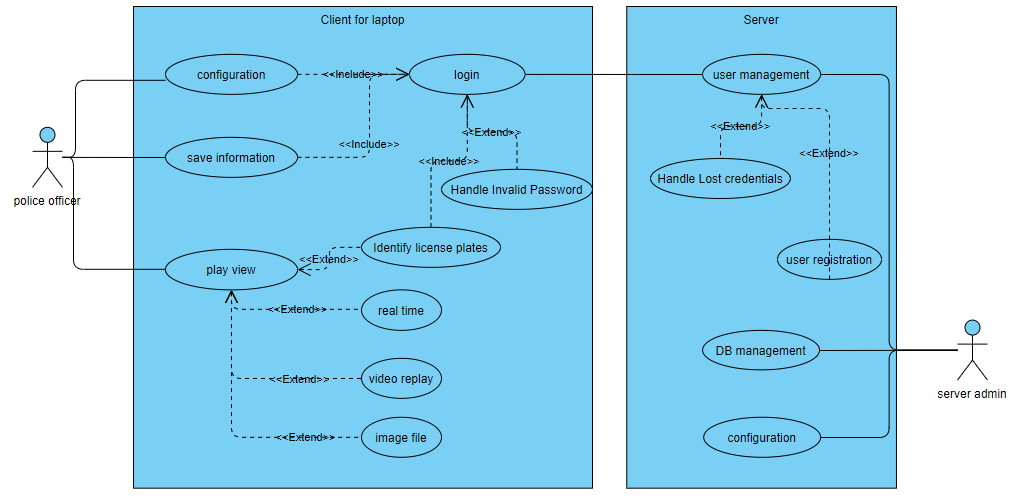 Client for laptop
Server
configuration
<<Include>>
login
user management
<<Extend>>
<<Extend>>
<<Include>>
<<Extend>>
save information
<<Include>>
Handle Lost credentials
Handle Invalid Password
police officer
Identify license plates
<<Extend>>
user registration
play view
<<Extend>>
real time
DB management
<<Extend>>
video replay
server admin
<<Extend>>
image file
configuration